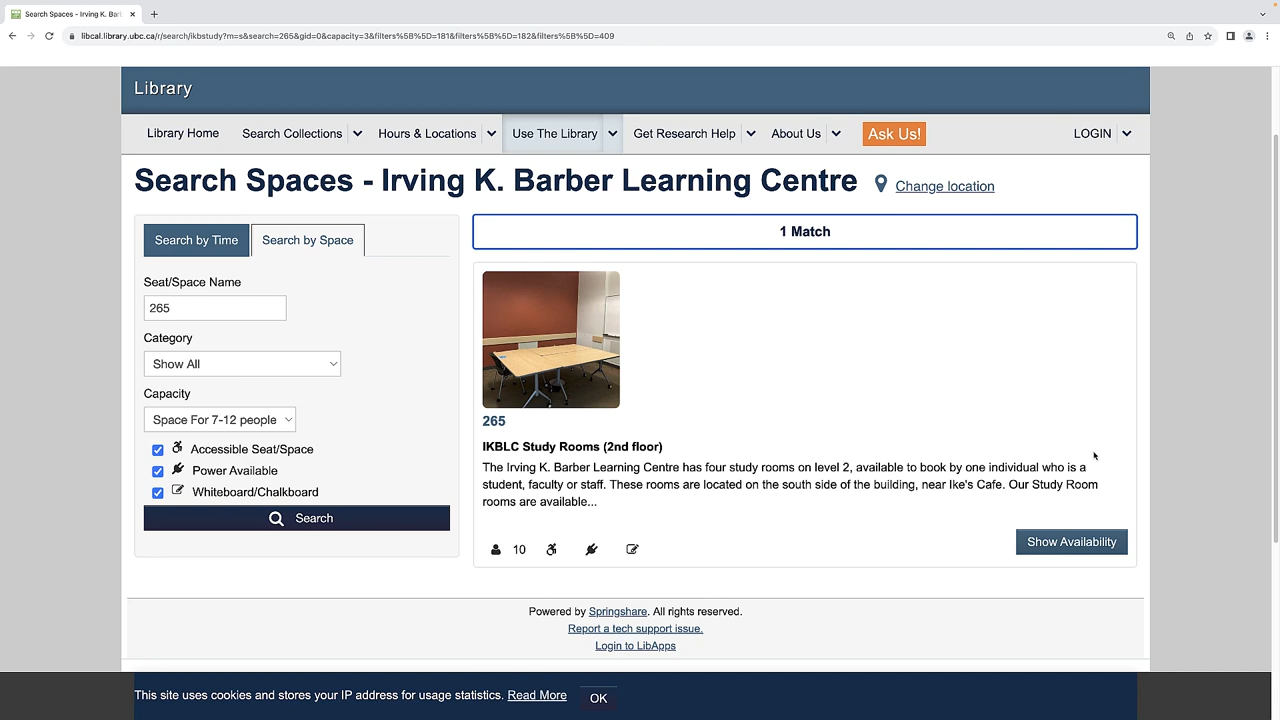 Search Spaces - Irving K. Bar
libcal.library.ubc.ca/r/search/ikbstudy?m=s&search=265&gid=0&capacity=3&filters%5B%5D=181&filters%5B%5D=182&filters%5B%5D=409
Library
Library Home Search Collections Hours & Locations Use The Library Get Research Help About Us Ask Us! LOGIN
Search Spaces - Irving K. Barber Learning Centre Change location
Search by Time Search by Space
Seat/Space Name
265
Category
Show All
Capacity
Space For 7-12 people
Accessible Seat/Space
Power Available
Whiteboard/Chalkboard
Search
1 Match
265
IKBLC Study Rooms (2nd floor)
The Irving K. Barber Learning Centre has four study rooms on level 2, available to book by one individual who is a
student, faculty or staff. These rooms are located on the south side of the building, near Ike's Cafe. Our Study Room
rooms are available...
10
Show Availability
Powered by Springshare. All rights reserved.
Report a tech support issue.
Login to LibApps
This site uses cookies and stores your IP address for usage statistics. Read More OK